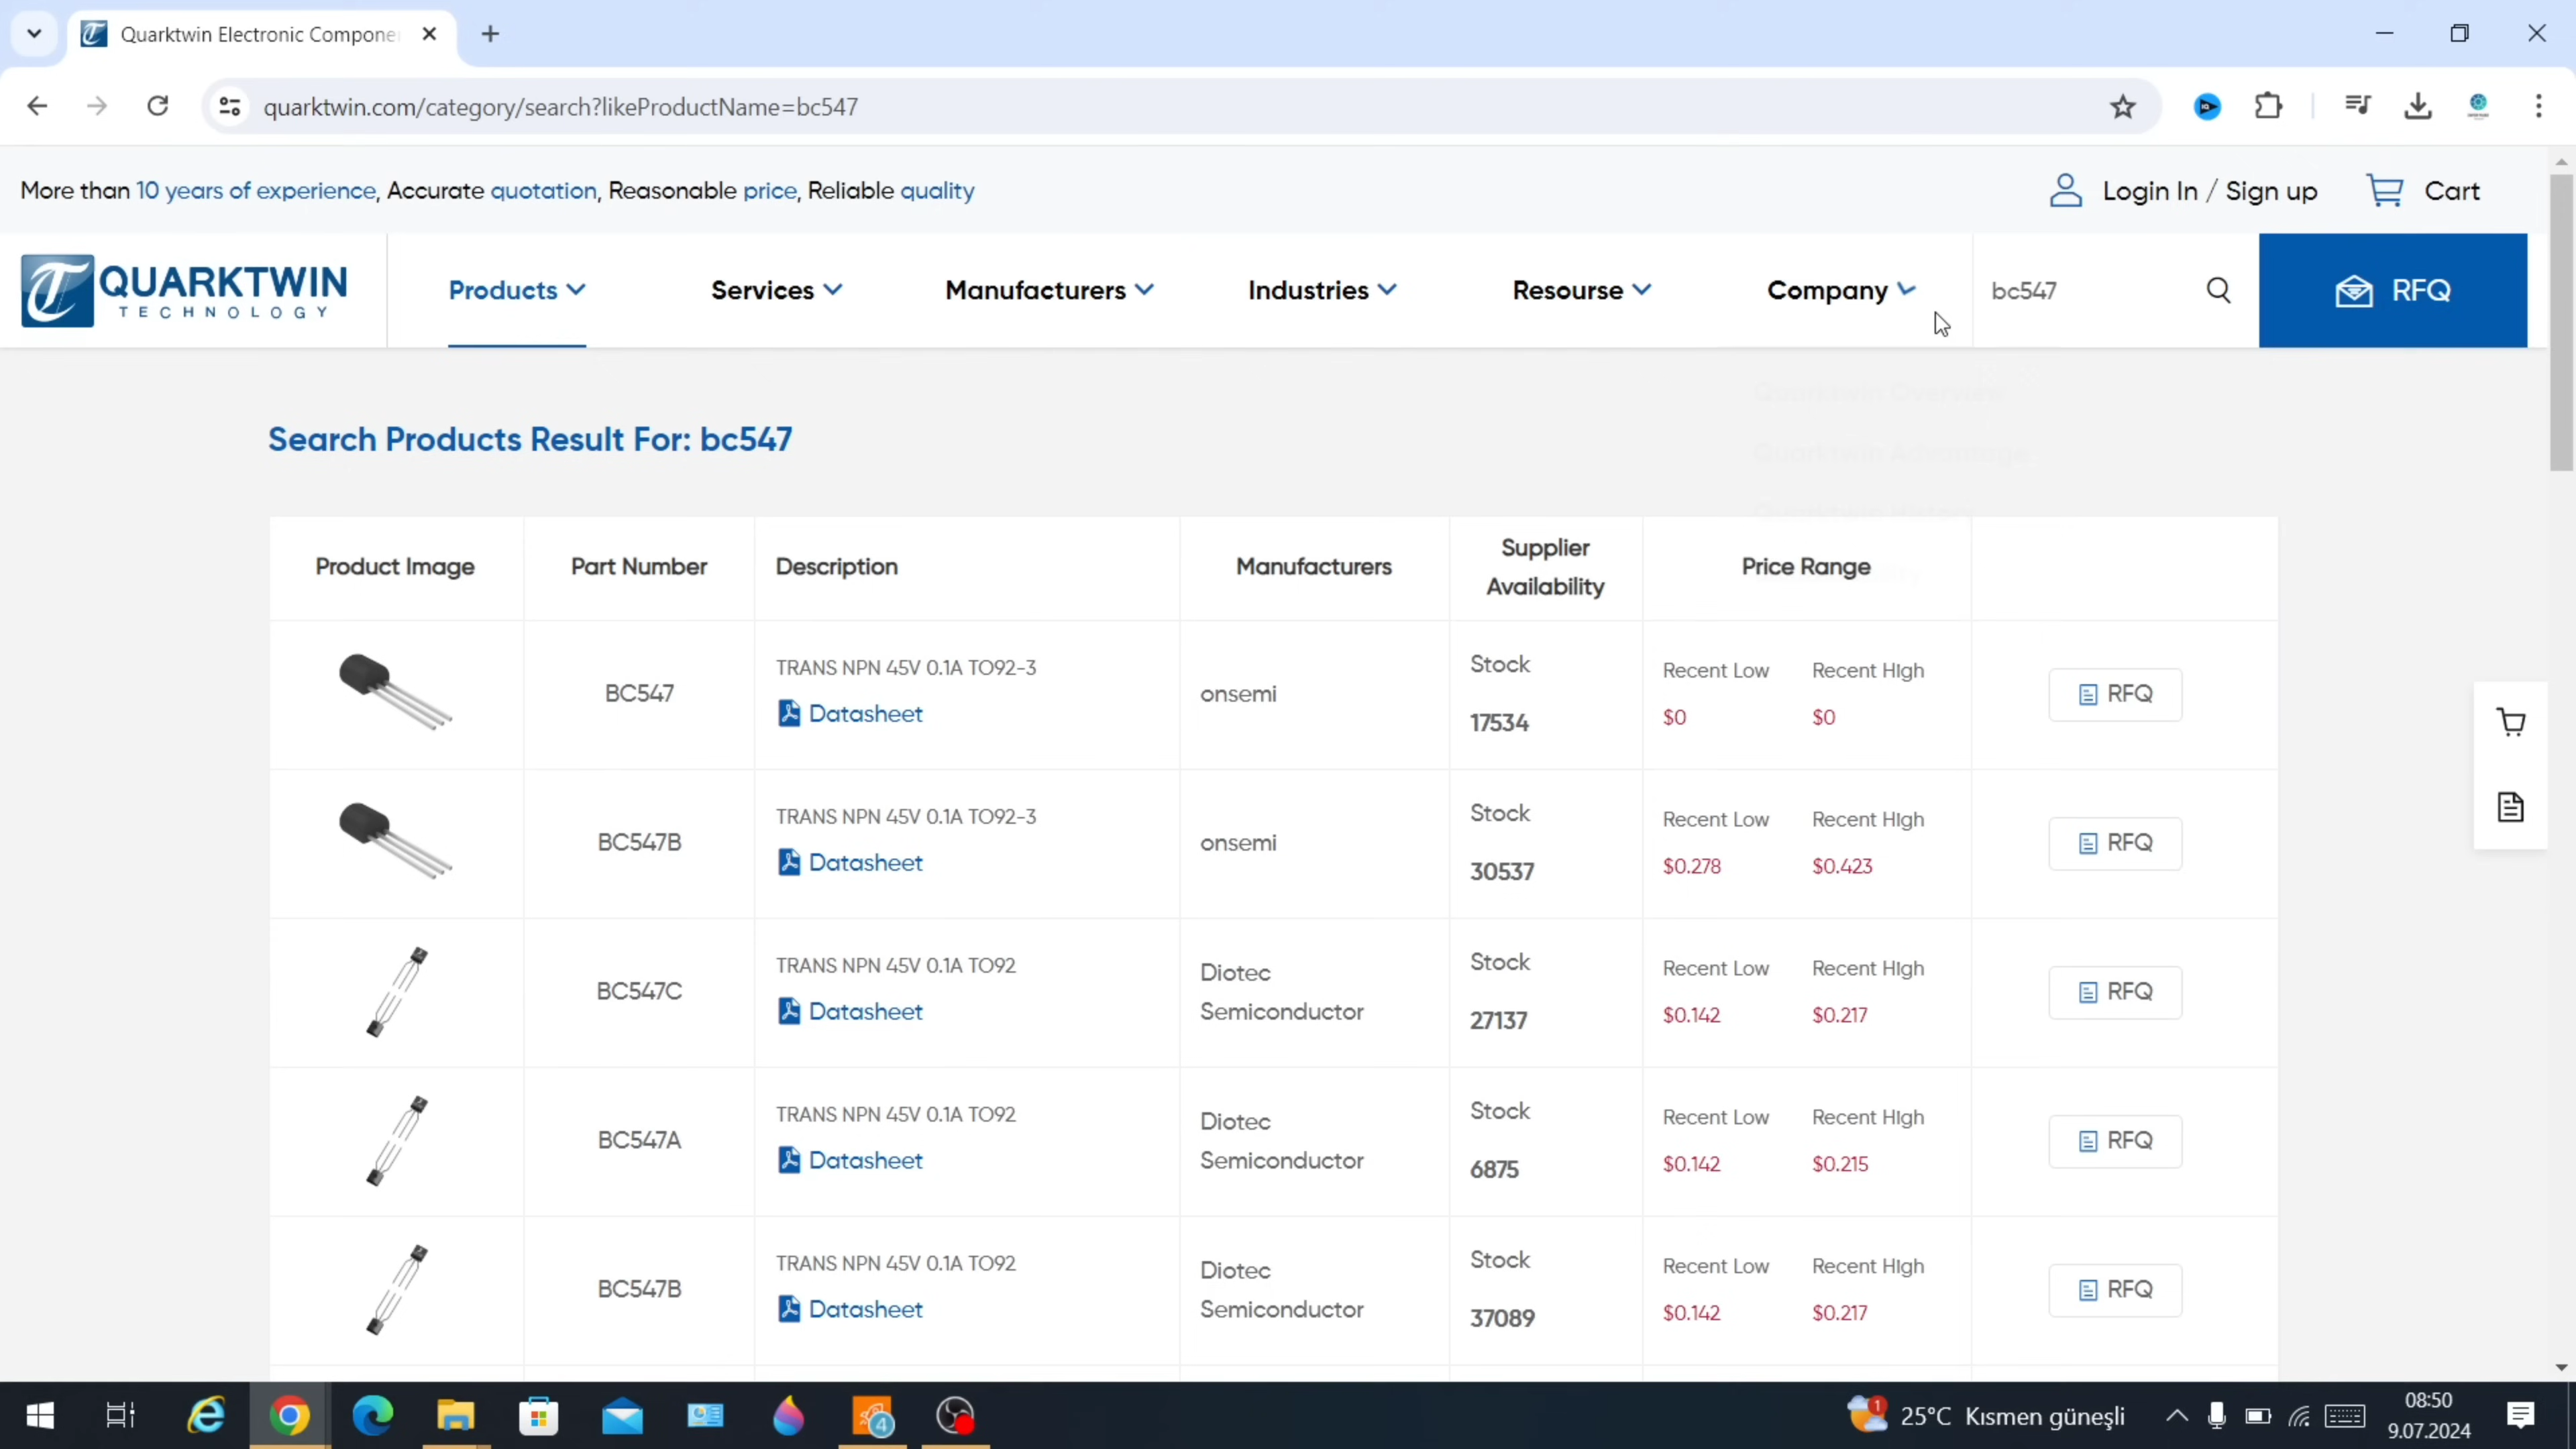 Quarktwin Electronic Compone
quarktwin.com/category/search?likeProductName=bc547
More than 10 years of experience, Accurate quotation, Reasonable price, Reliable quality
Login In / Sign up
Cart
QUARKTWIN
TECHNOLOGY
Products
Services
Manufacturers
Industries
Resourse
Company
bc547
RFQ
Search Products Result For: bc547
Product Image
Part Number
Description
Manufacturers
Supplier
Availability
Price Range
BC547
TRANS NPN 45V 0.1A TO92-3
Datasheet
onsemi
Stock
17534
Recent Low
$0
Recent HIgh
$0
RFQ
BC547B
TRANS NPN 45V 0.1A TO92-3
Datasheet
onsemi
Stock
30537
Recent Low
$0.278
Recent HIgh
$0.423
RFQ
BC547C
TRANS NPN 45V 0.1A TO92
Datasheet
Diotec
Semiconductor
Stock
27137
Recent Low
$0.142
Recent HIgh
$0.217
RFQ
BC547A
TRANS NPN 45V 0.1A TO92
Datasheet
Diotec
Semiconductor
Stock
6875
Recent Low
$0.142
Recent HIgh
$0.215
RFQ
BC547B
TRANS NPN 45V 0.1A TO92
Datasheet
Diotec
Semiconductor
Stock
37089
Recent Low
$0.142
Recent HIgh
$0.217
RFQ
4
1
25°C Kısmen güneşli
08:50
9.07.2024